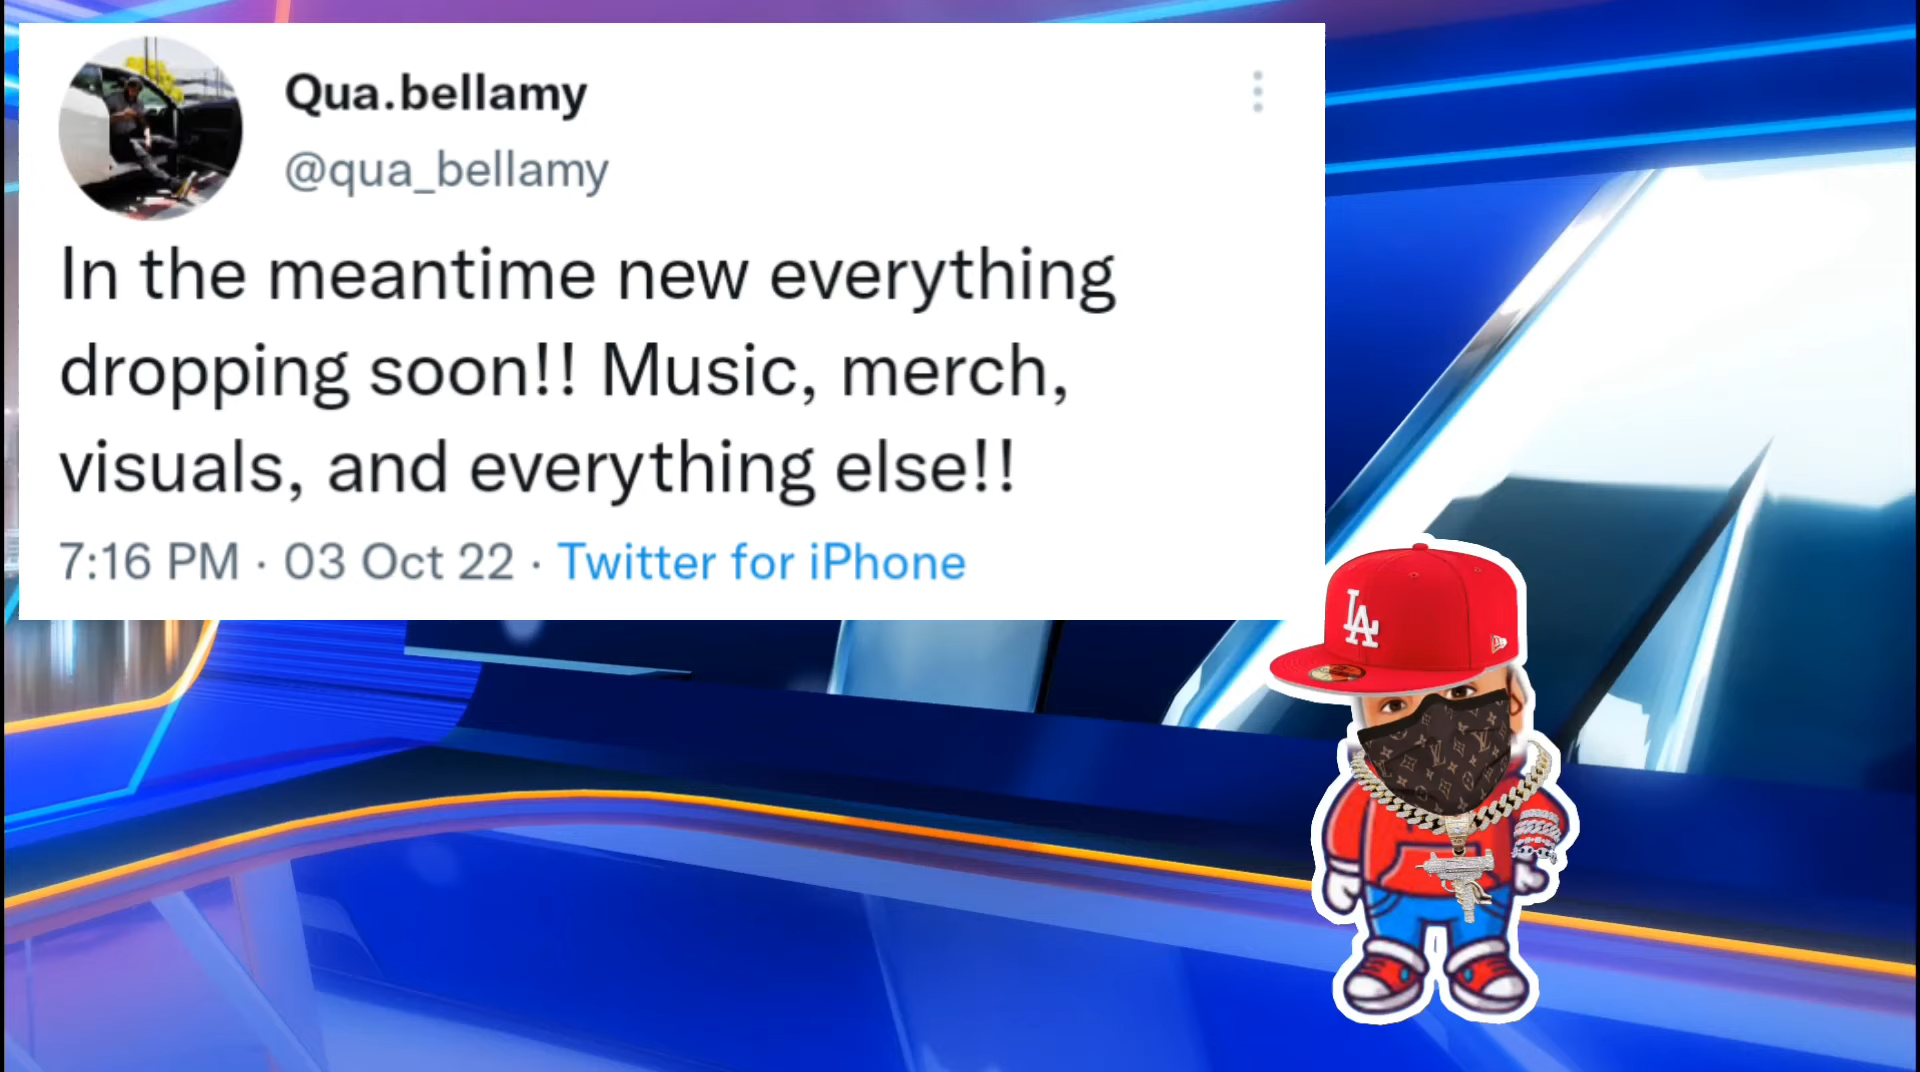 Qua.bellamy
@qua_bellamy
In the meantime new everything
dropping soon!! Music, merch,
visuals, and everything else!!
7:16 PM · 03 Oct 22 · Twitter for iPhone
LA